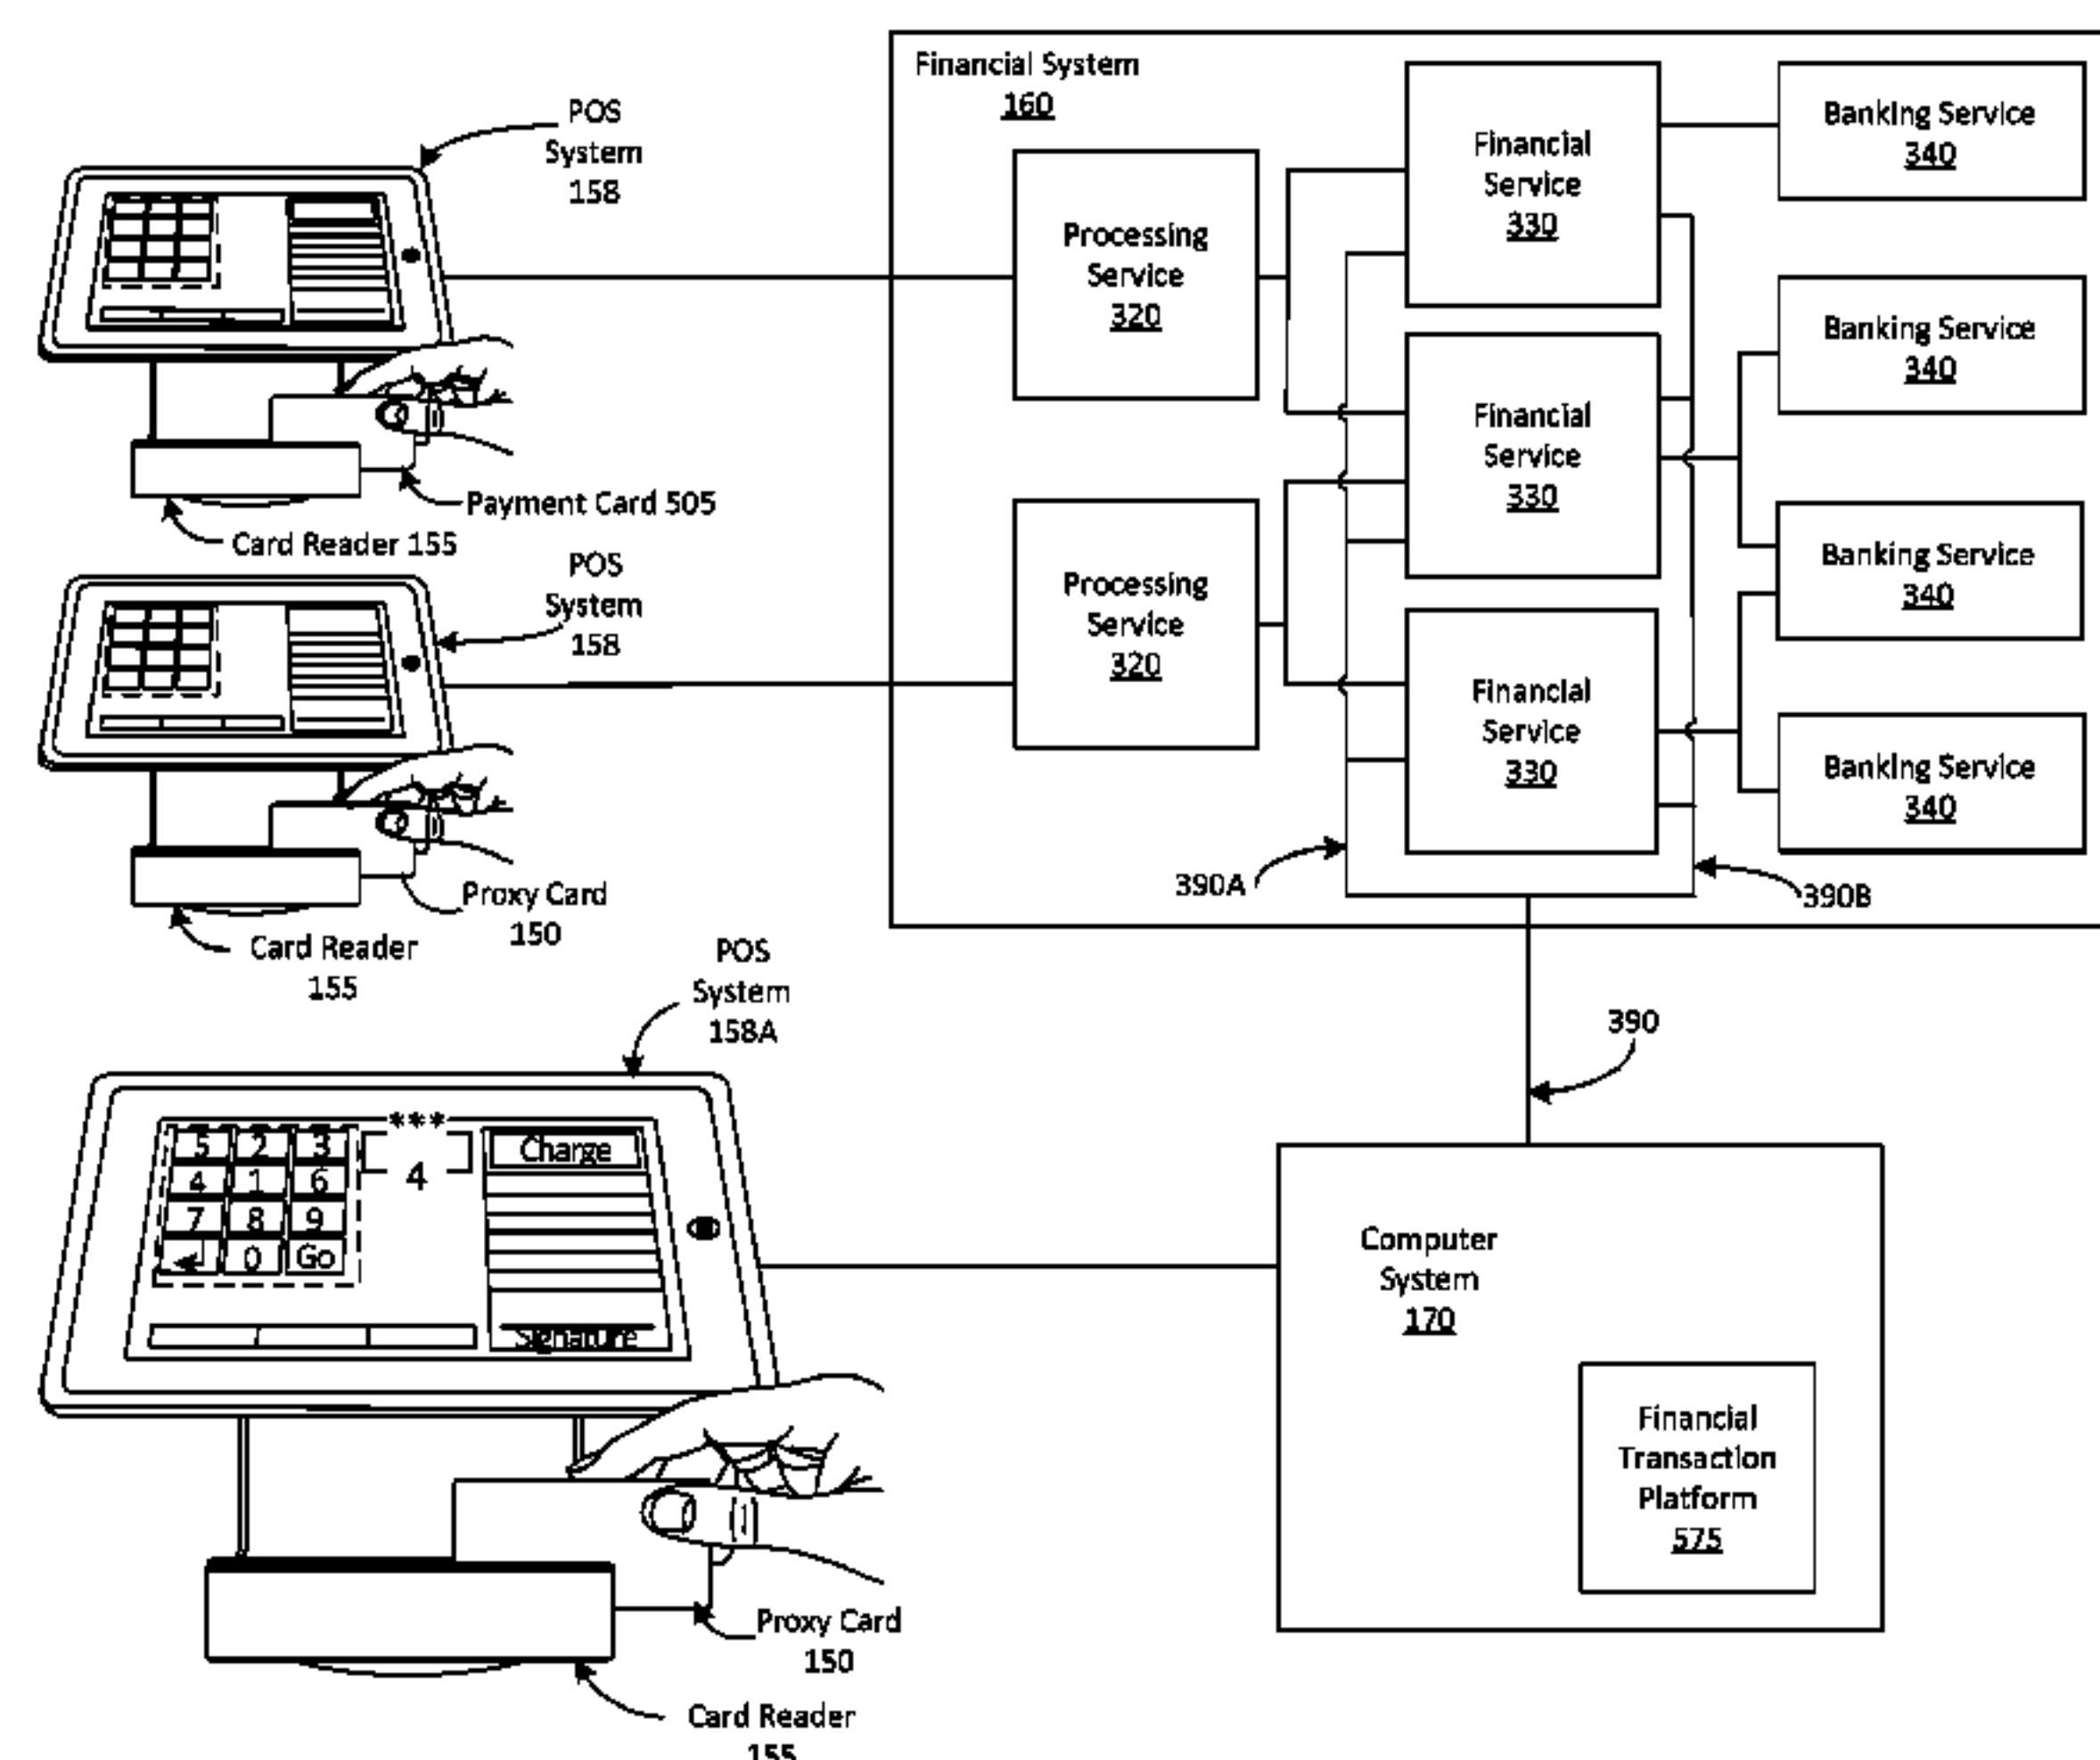 POS
System
158
Payment Card 505
Card Reader 155
POS
System
158
Proxy Card
150
Card Reader
155
POS
System
158A
***
5 2 3
4 1 6
7 8 9
0 Go
4
Charge
Signature
Proxy Card
150
Card Reader
155
Financial System
160
Processing
Service
320
Processing
Service
320
Financial
Service
330
Financial
Service
330
Financial
Service
330
Banking Service
340
Banking Service
340
Banking Service
340
Banking Service
340
390A
390B
390
Computer
System
170
Financial
Transaction
Platform
575